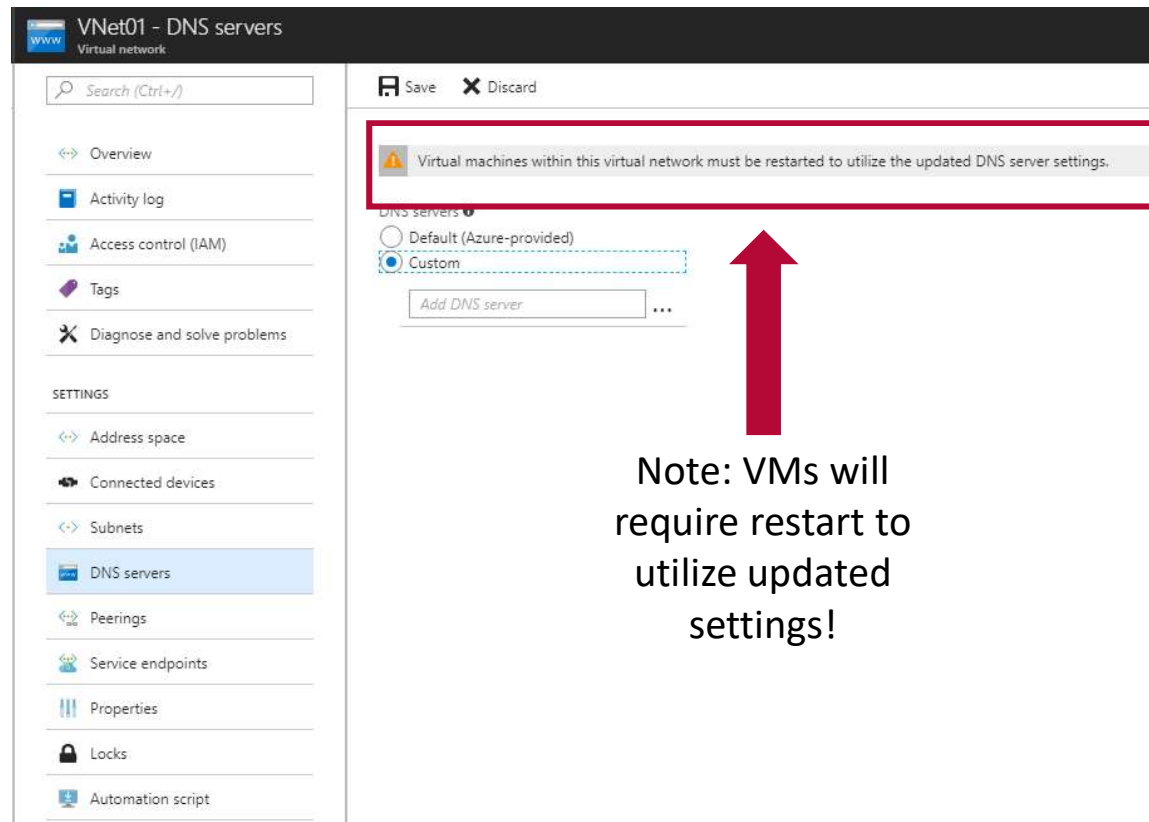 VNet01 - DNS servers
www
Virtual network
Search (Ctrl+/)
Overview
Activity log
Access control (IAM)
Tags
Diagnose and solve problems
SETTINGS
Address space
Connected devices
Subnets
DNS servers
Peerings
Service endpoints
Properties
Locks
Automation script
Save
Discard
Virtual machines within this virtual network must be restarted to utilize the updated DNS server settings.
DNS servers
Default (Azure-provided)
Custom
Add DNS server
...
Note: VMs will
require restart to
utilize updated
settings!